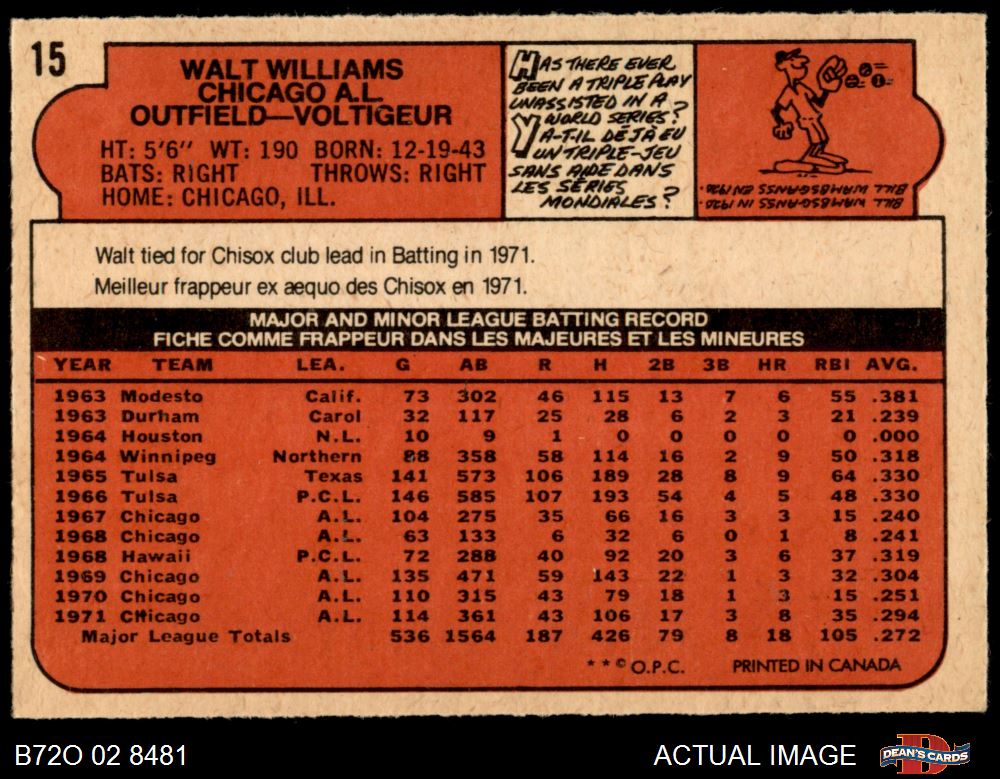 15
WALT WILLIAMS
CHICAGO A.L.
OUTFIELD—VOLTIGEUR
HT: 5'6" WT: 190 BORN: 12-19-43
BATS: RIGHT THROWS: RIGHT
HOME: CHICAGO, ILL.
HAS THERE EVER
BEEN A TRIPLE PLAY
UNASSISTED IN A
WORLD SERIES?
Y A-T-IL DÉJÀ EU
UN TRIPLE-JEU
SANS AIDE DANS
LES SÉRIES
MONDIALES?
BILL WAMBSGANSS IN 1920.
BILL WAMBSGANSS EN 1920.
Walt tied for Chisox club lead in Batting in 1971.
Meilleur frappeur ex aequo des Chisox en 1971.
MAJOR AND MINOR LEAGUE BATTING RECORD
FICHE COMME FRAPPEUR DANS LES MAJEURES ET LES MINEURES
YEAR TEAM LEA. G AB R H 2B 3B HR RBI AVG.
1963 Modesto Calif. 73 302 46 115 13 7 6 55 .381
1963 Durham Carol 32 117 25 28 6 2 3 21 .239
1964 Houston N.L. 10 9 1 0 0 0 0 0 .000
1964 Winnipeg Northern 88 358 58 114 16 2 9 50 .318
1965 Tulsa Texas 141 573 106 189 28 8 9 64 .330
1966 Tulsa P.C.L. 146 585 107 193 54 4 5 48 .330
1967 Chicago A.L. 104 275 35 66 16 3 3 15 .240
1968 Chicago A.L. 63 133 6 32 6 0 1 8 .241
1968 Hawaii P.C.L. 72 288 40 92 20 3 6 37 .319
1969 Chicago A.L. 135 471 59 143 22 1 3 32 .304
1970 Chicago A.L. 110 315 43 79 18 1 3 15 .251
1971 Chicago A.L. 114 361 43 106 17 3 8 35 .294
Major League Totals 536 1564 187 426 79 8 18 105 .272
**© O.P.C. PRINTED IN CANADA
B72O 02 8481 ACTUAL IMAGE DEAN'S CARDS